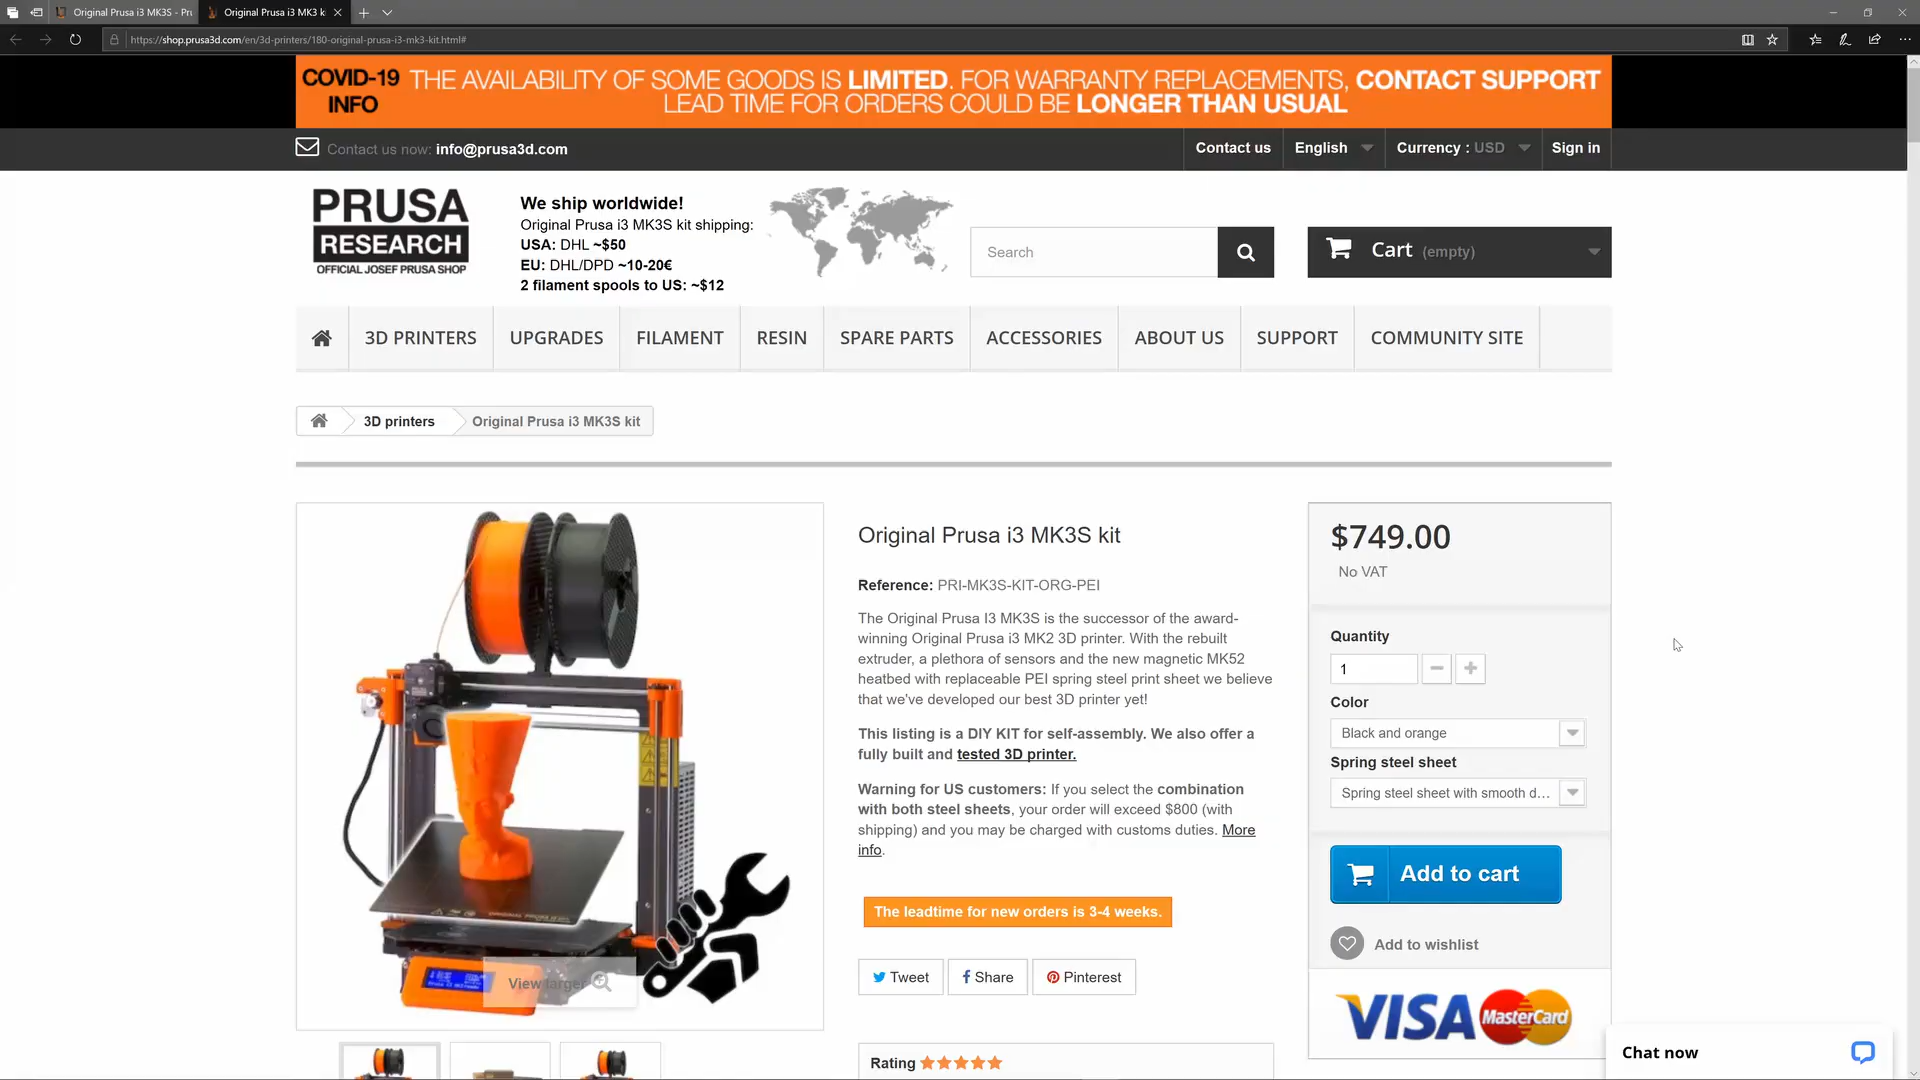 Original Prusa i3 MK3S - Pr
Original Prusa i3 MK3 k
https://shop.prusa3d.com/en/3d-printers/180-original-prusa-i3-mk3-kit.html#
COVID-19 INFO
THE AVAILABILITY OF SOME GOODS IS LIMITED. FOR WARRANTY REPLACEMENTS, CONTACT SUPPORT
LEAD TIME FOR ORDERS COULD BE LONGER THAN USUAL
Contact us now: info@prusa3d.com
Contact us
English
Currency : USD
Sign in
PRUSA
RESEARCH
OFFICIAL JOSEF PRUSA SHOP
We ship worldwide!
Original Prusa i3 MK3S kit shipping:
USA: DHL ~$50
EU: DHL/DPD ~10-20€
2 filament spools to US: ~$12
Search
Cart (empty)
3D PRINTERS
UPGRADES
FILAMENT
RESIN
SPARE PARTS
ACCESSORIES
ABOUT US
SUPPORT
COMMUNITY SITE
3D printers
Original Prusa i3 MK3S kit
View larger
Original Prusa i3 MK3S kit
Reference: PRI-MK3S-KIT-ORG-PEI
The Original Prusa I3 MK3S is the successor of the award-
winning Original Prusa i3 MK2 3D printer. With the rebuilt
extruder, a plethora of sensors and the new magnetic MK52
heatbed with replaceable PEI spring steel print sheet we believe
that we've developed our best 3D printer yet!
This listing is a DIY KIT for self-assembly. We also offer a
fully built and tested 3D printer.
Warning for US customers: If you select the combination
with both steel sheets, your order will exceed $800 (with
shipping) and you may be charged with customs duties. More
info.
The leadtime for new orders is 3-4 weeks.
Tweet
Share
Pinterest
Rating
$749.00
No VAT
Quantity
1
Color
Black and orange
Spring steel sheet
Spring steel sheet with smooth d...
Add to cart
Add to wishlist
VISA
MasterCard
Chat now